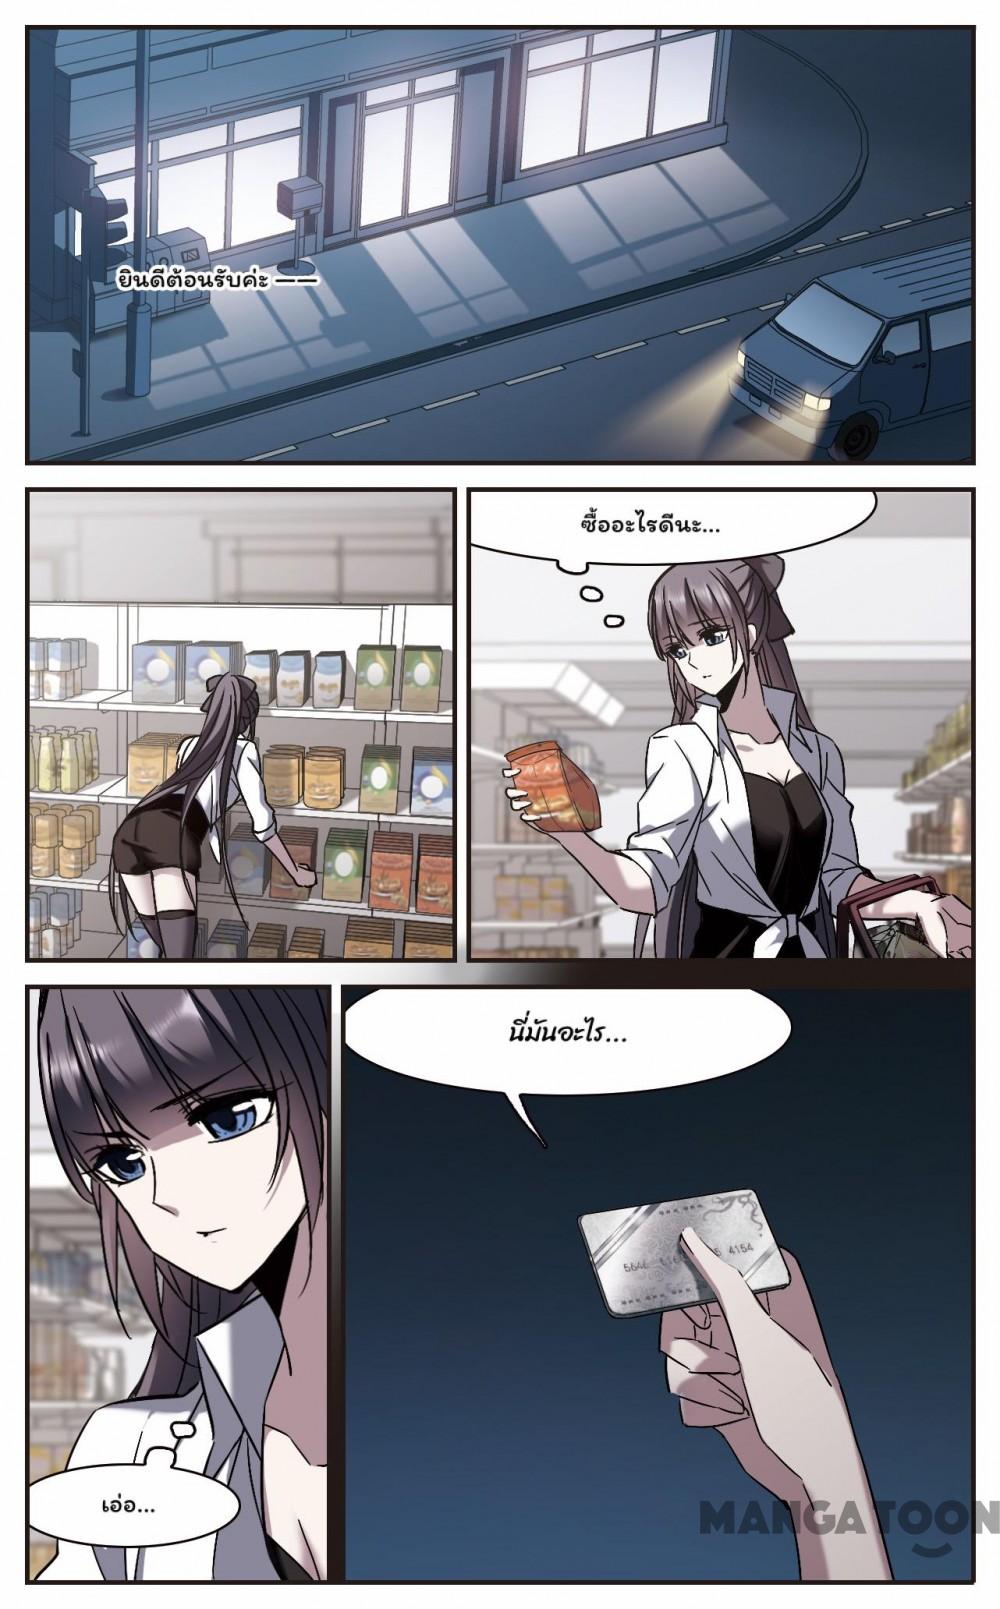 ยินดีต้อนรับค่ะ ——
ซื้ออะไรดีนะ...
นี่มันอะไร...
4154
เอ่อ...
MANGATOON